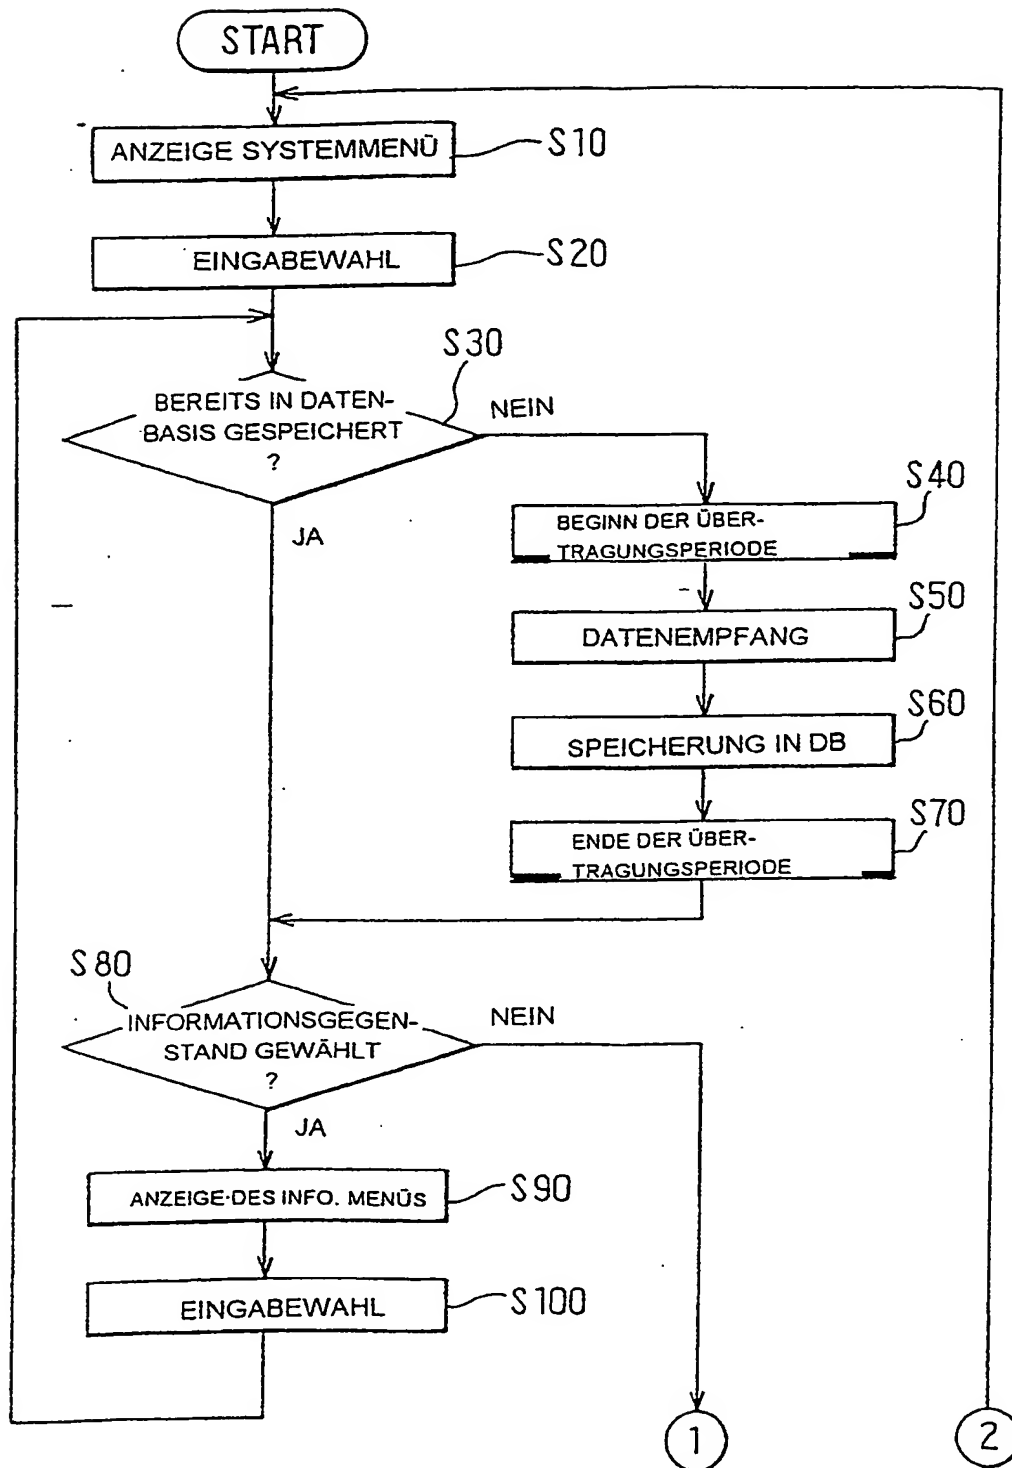 START
ANZEIGE SYSTEMMENÜ
S10
EINGABEWAHL
S20
S30
BEREITS IN DATEN-
BASIS GESPEICHERT
?
NEIN
JA
S40
BEGINN DER ÜBER-
TRAGUNGSPERIODE
S50
DATENEMPFANG
S60
SPEICHERUNG IN DB
S70
ENDE DER ÜBER-
TRAGUNGSPERIODE
S80
INFORMATIONSGEGEN-
STAND GEWÄHLT
?
NEIN
JA
ANZEIGE DES INFO. MENÜS
S90
EINGABEWAHL
S100
1
2